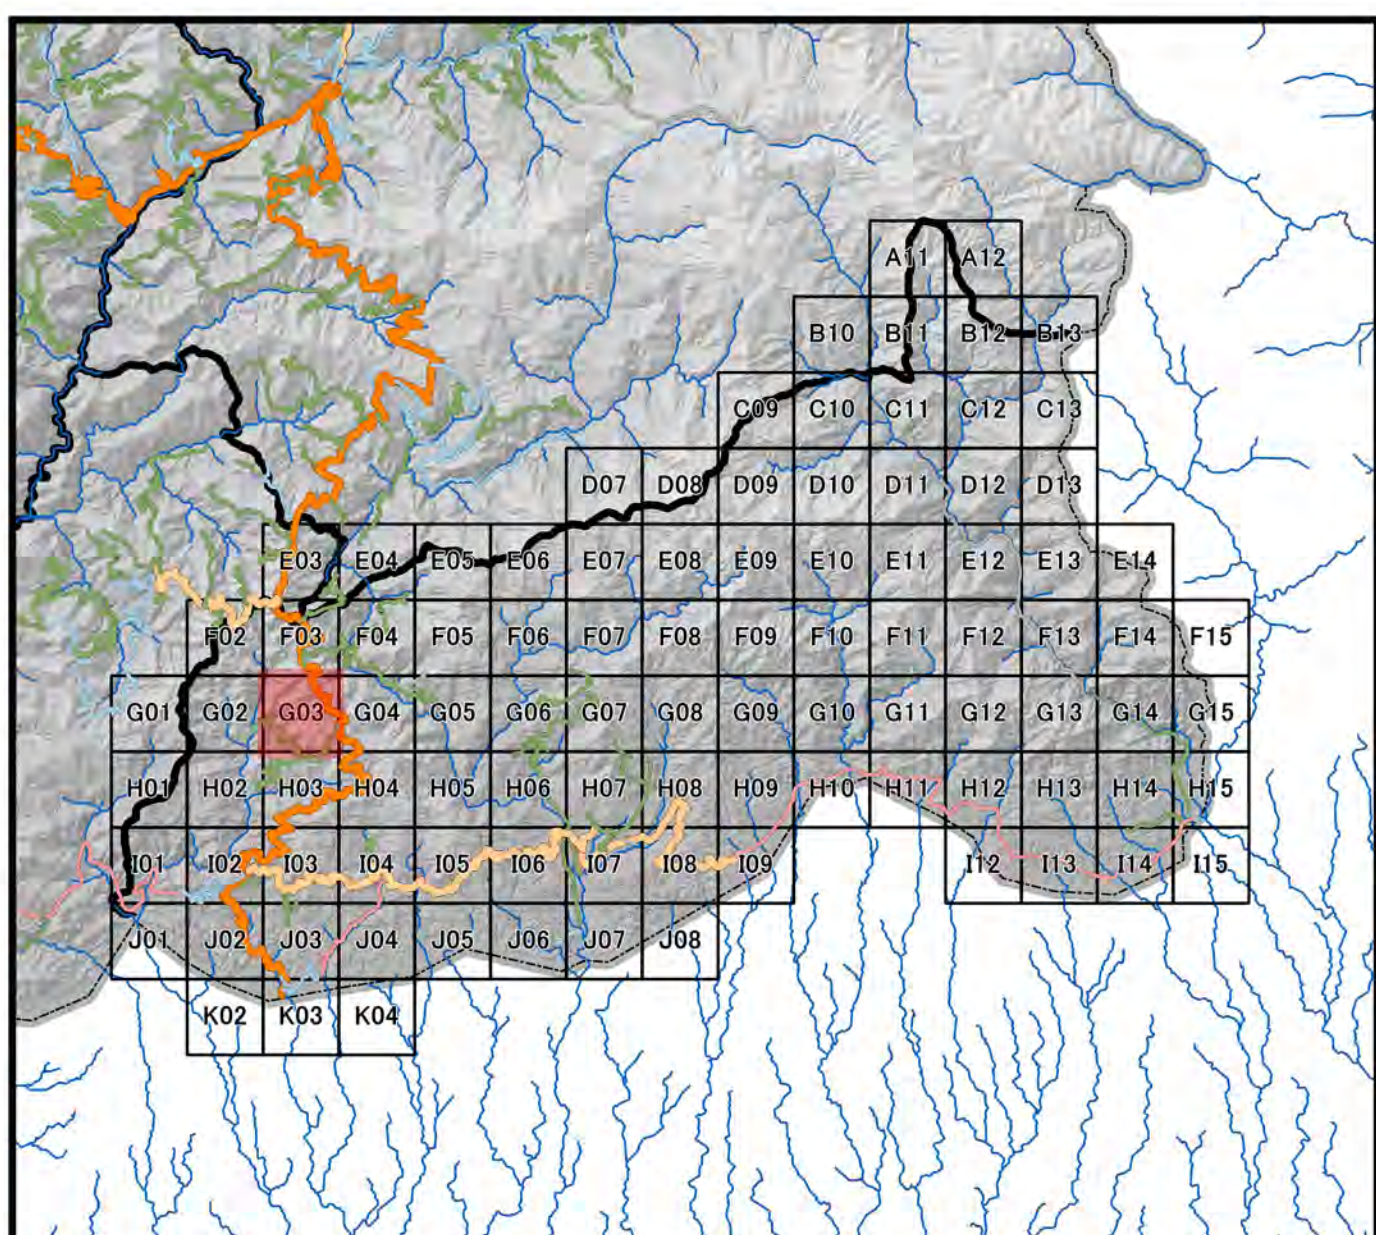 A11 A12
B10 B11 B12 B13
C09 C10 C11 C12 C13
D07 D08 D09 D10 D11 D12 D13
E03 E04 E05 E06 E07 E08 E09 E10 E11 E12 E13 E14
F02 F03 F04 F05 F06 F07 F08 F09 F10 F11 F12 F13 F14 F15
G01 G02 G03 G04 G05 G06 G07 G08 G09 G10 G11 G12 G13 G14 G15
H01 H02 H03 H04 H05 H06 H07 H08 H09 H10 H11 H12 H13 H14 H15
I01 I02 I03 I04 I05 I06 I07 I08 I09 I12 I13 I14 I15
J01 J02 J03 J04 J05 J06 J07 J08
K02 K03 K04